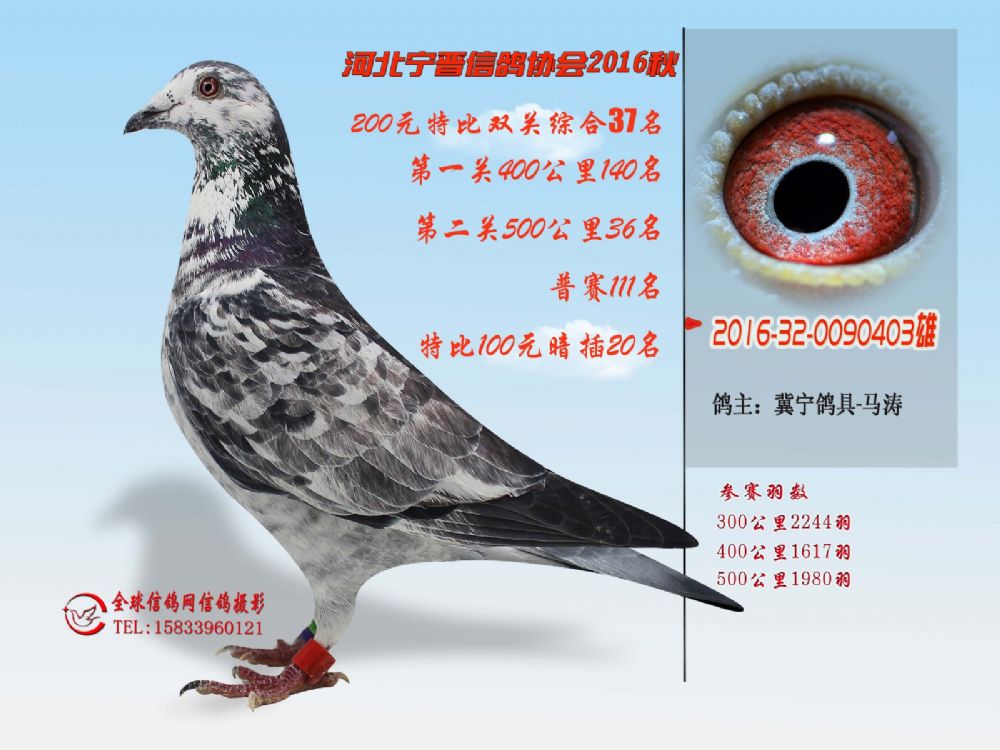 河北宁晋信鸽协会2016秋
200元特比双关综合37名
第一关400公里140名
第二关500公里36名
普赛111名
特比100元暗插20名
2016-32-0090403雄
鸽主：冀宁鸽具-马涛
参赛羽数
300公里2244羽
400公里1617羽
500公里1980羽
全球信鸽网信鸽摄影
TEL:15833960121